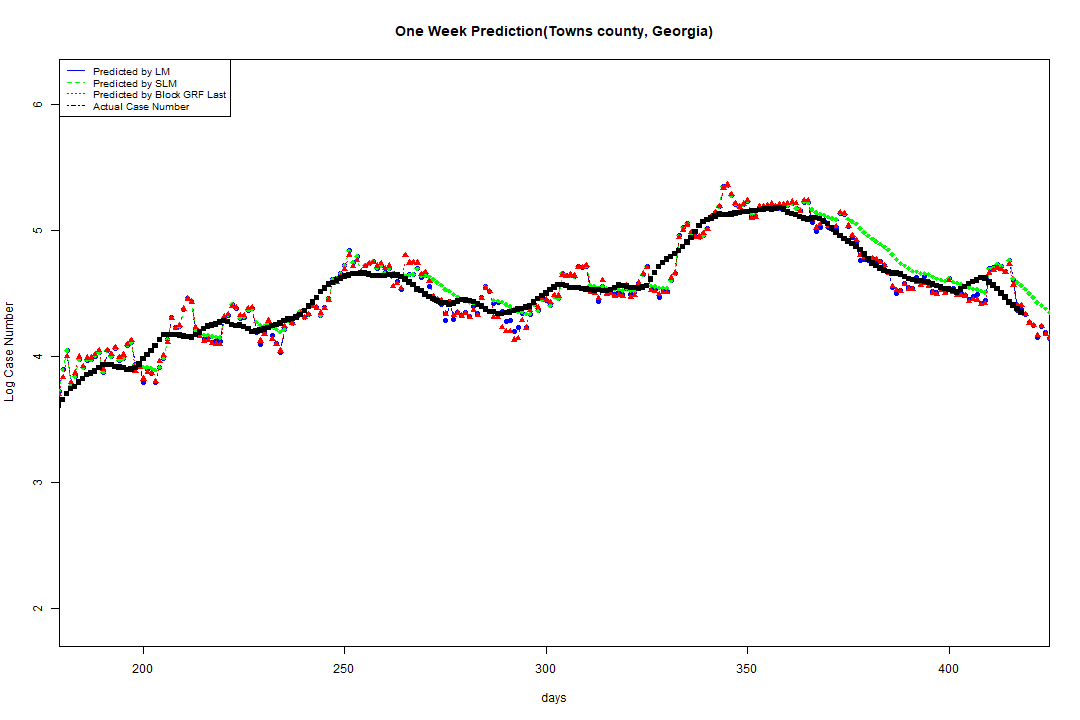 One Week Prediction(Towns county, Georgia)
Predicted by LM
Predicted by SLM
Predicted by Block GRF Last
Actual Case Number
6
5
4
3
2
Log Case Number
200 250 300 350 400
days